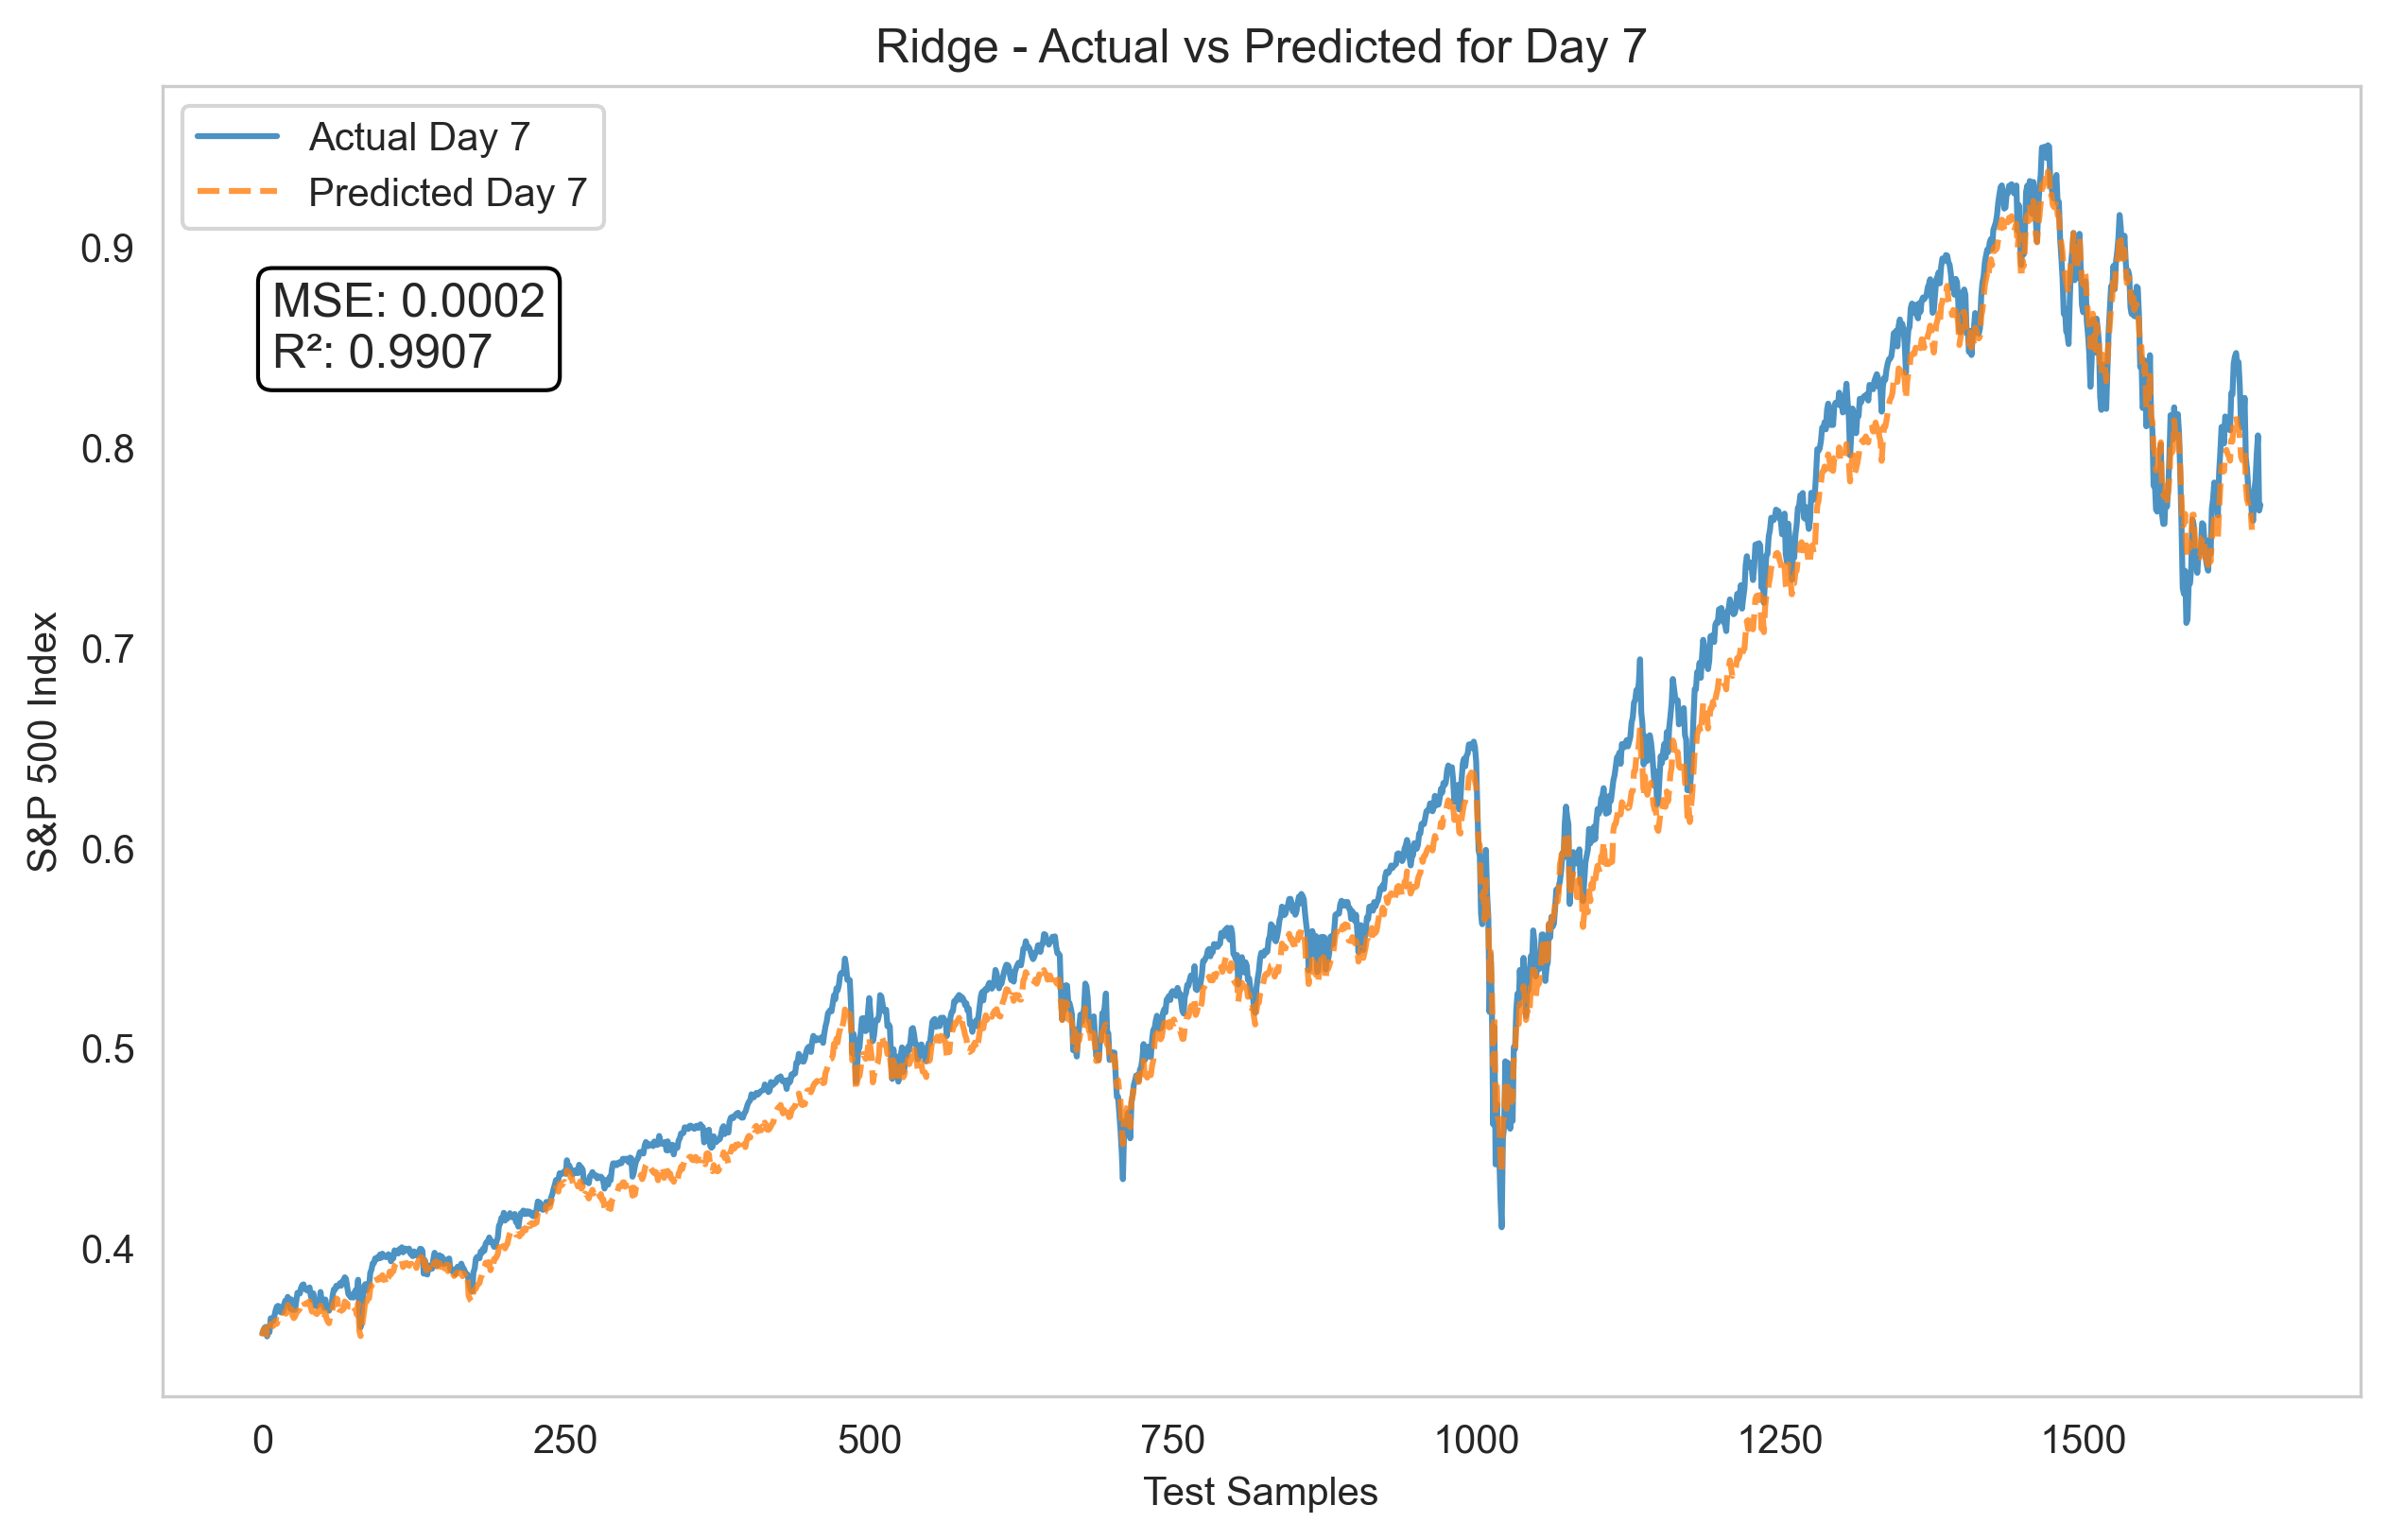 Ridge - Actual vs Predicted for Day 7
Actual Day 7
Predicted Day 7
MSE: 0.0002
R²: 0.9907
S&P 500 Index
0.9
0.8
0.7
0.6
0.5
0.4
0 250 500 750 1000 1250 1500
Test Samples